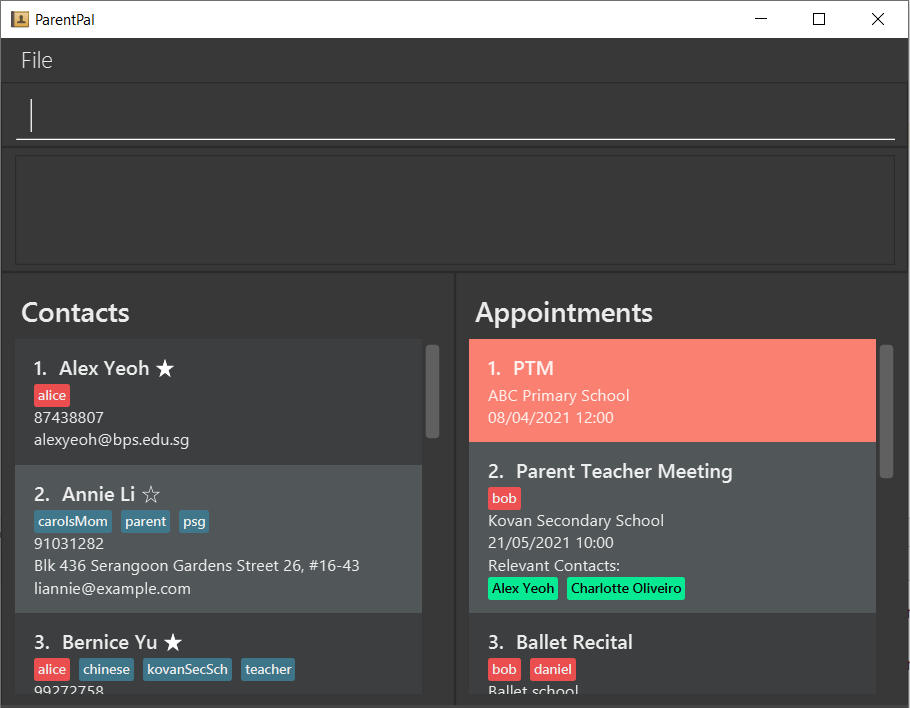 ParentPal
File
Contacts
1. Alex Yeoh ★
alice
87438807
alexyeoh@bps.edu.sg
2. Annie Li ☆
carolsMom parent psg
91031282
Blk 436 Serangoon Gardens Street 26, #16-43
liannie@example.com
3. Bernice Yu ★
alice chinese kovanSecSch teacher
99272758
Appointments
1. PTM
ABC Primary School
08/04/2021 12:00
2. Parent Teacher Meeting
bob
Kovan Secondary School
21/05/2021 10:00
Relevant Contacts:
Alex Yeoh Charlotte Oliveiro
3. Ballet Recital
bob daniel
Ballet school